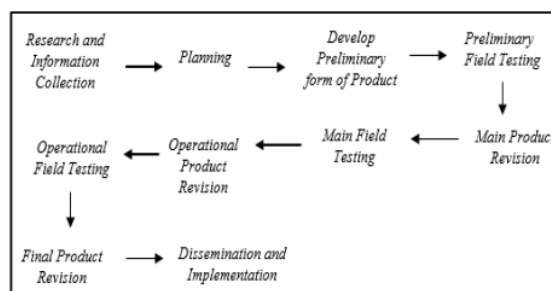 Research and
Information
Collection
Planning
Develop
Preliminary
form of Product
Preliminary
Field Testing
Main Product
Revision
Main Field
Testing
Operational
Product
Revision
Operational
Field Testing
Final Product
Revision
Dissemination and
Implementation